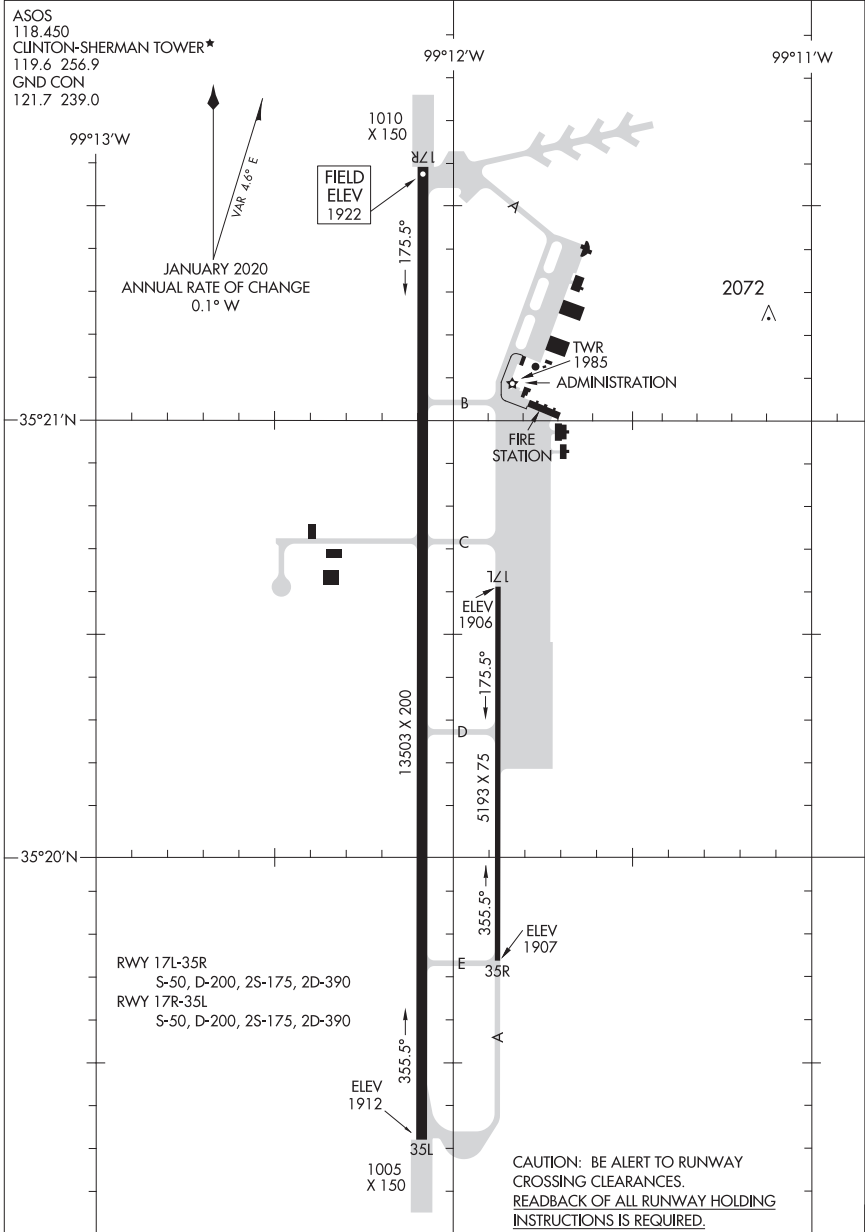 ASOS
118.450
CLINTON-SHERMAN TOWER★
119.6 256.9
GND CON
121.7 239.0
99°12'W
99°11'W
99°13'W
VAR 4.6° E
JANUARY 2020
ANNUAL RATE OF CHANGE
0.1° W
1010
X 150
17R
FIELD
ELEV
1922
175.5°
A
2072
TWR
1985
ADMINISTRATION
B
35°21'N
FIRE
STATION
C
17L
ELEV
1906
175.5°
13503 X 200
D
5193 X 75
35°20'N
355.5°
ELEV
1907
E
35R
RWY 17L-35R
S-50, D-200, 2S-175, 2D-390
RWY 17R-35L
S-50, D-200, 2S-175, 2D-390
A
355.5°
ELEV
1912
35L
1005
X 150
CAUTION: BE ALERT TO RUNWAY
CROSSING CLEARANCES.
READBACK OF ALL RUNWAY HOLDING
INSTRUCTIONS IS REQUIRED.